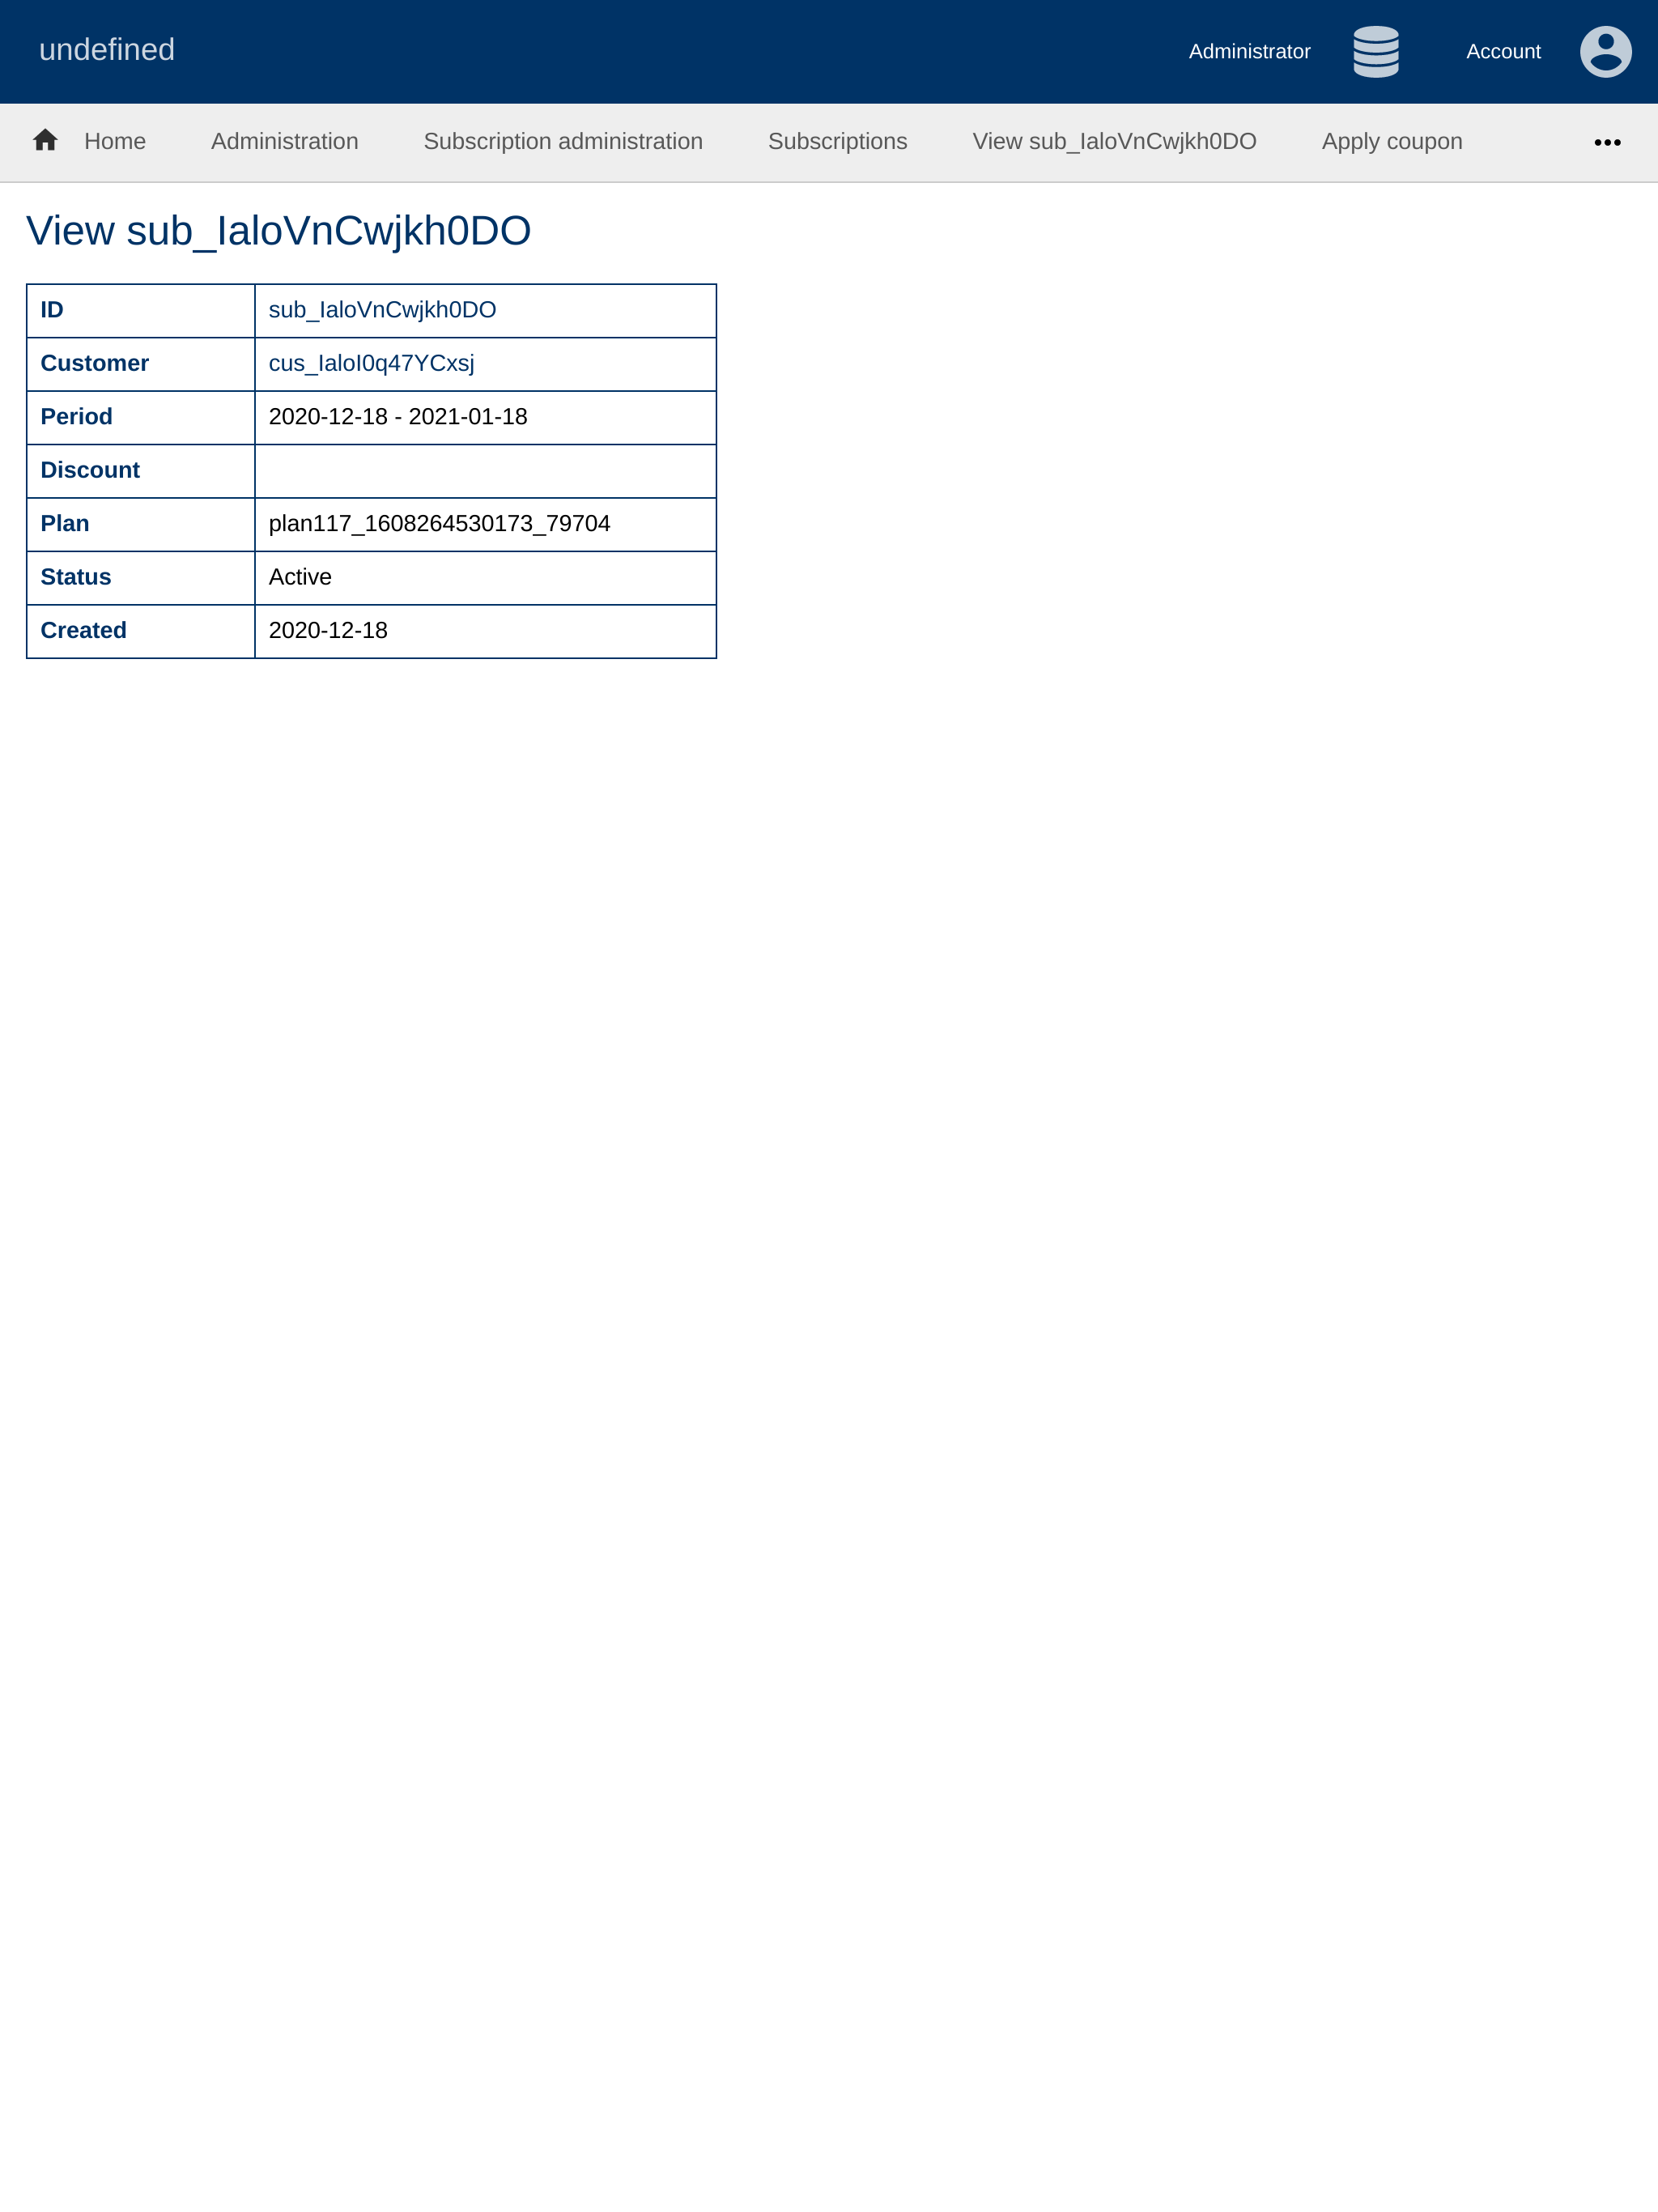 undefined
Administrator
Account
Home
Administration
Subscription administration
Subscriptions
View sub_IaloVnCwjkh0DO
Apply coupon
View sub_IaloVnCwjkh0DO
ID sub_IaloVnCwjkh0DO
Customer cus_IaloI0q47YCxsj
Period 2020-12-18 - 2021-01-18
Discount
Plan plan117_1608264530173_79704
Status Active
Created 2020-12-18